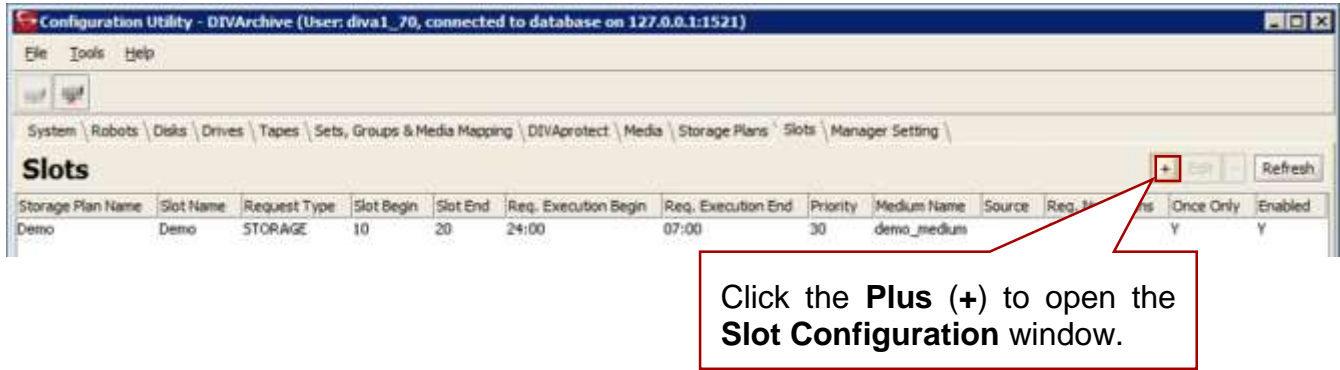 Configuration Utility - DIVArchive (User: diva1_70, connected to database on 127.0.0.1:1521)
File Tools Help
System \ Robots \ Disks \ Drives \ Tapes \ Sets, Groups & Media Mapping \ DIVAprotect \ Media \ Storage Plans \ Slots \ Manager Setting \
Slots + Edit - Refresh
Storage Plan Name Slot Name Request Type Slot Begin Slot End Req. Execution Begin Req. Execution End Priority Medium Name Source Req. Once Only Enabled
Demo Demo STORAGE 10 20 24:00 07:00 30 demo_medium Y Y
Click the Plus (+) to open the
Slot Configuration window.